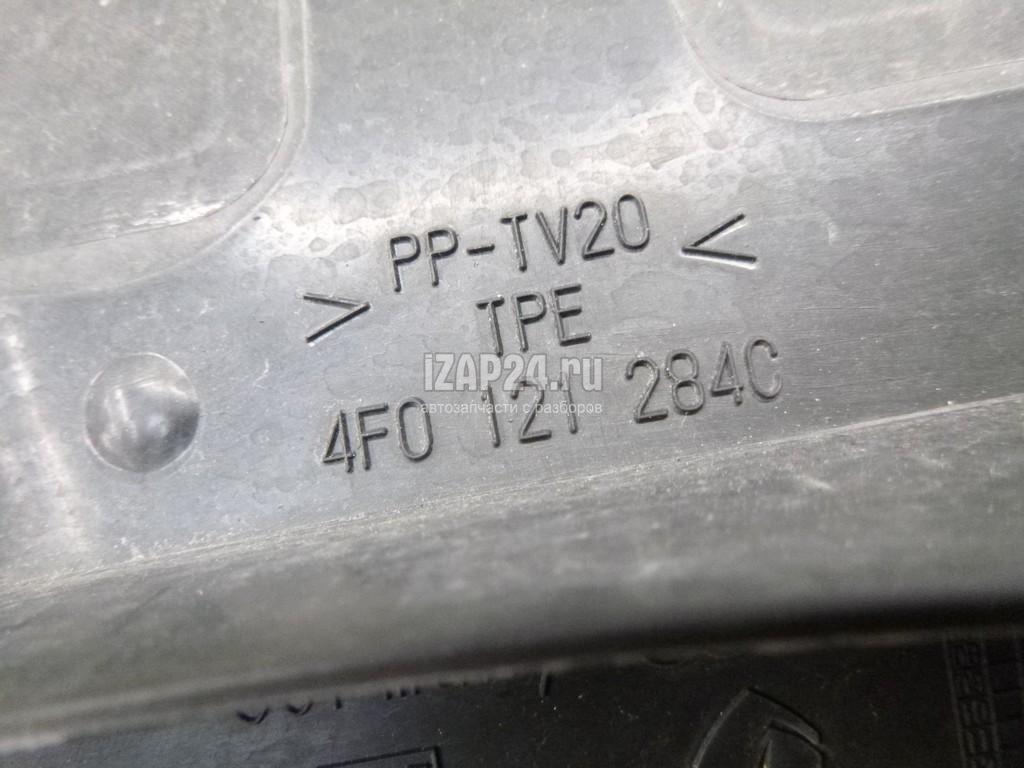 > PP-TV20 <
TPE
iZAP24.ru
автозапчасти с разборов
4F0 121 284C